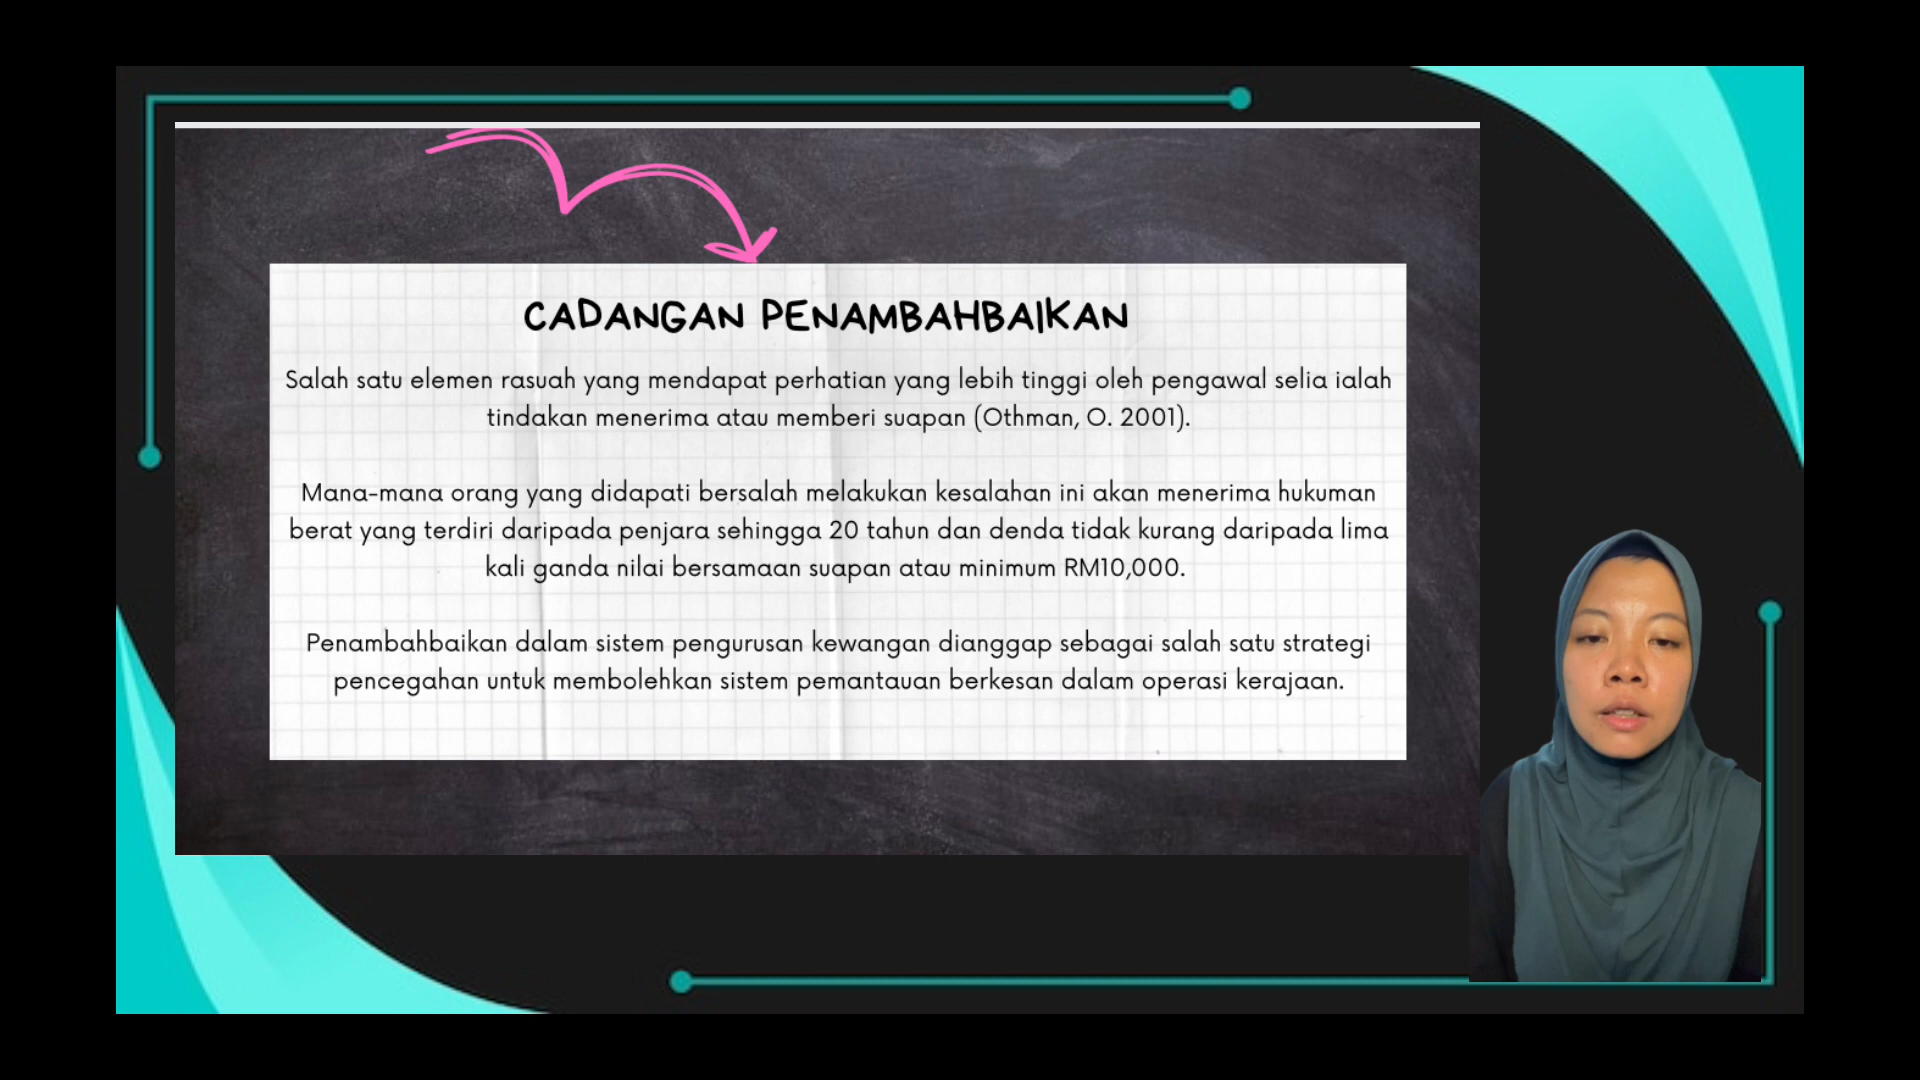 CADANGAN PENAMBAHBAIKAN
Salah satu elemen rasuah yang mendapat perhatian yang lebih tinggi oleh pengawal selia ialah
tindakan menerima atau memberi suapan (Othman, O. 2001).
Mana-mana orang yang didapati bersalah melakukan kesalahan ini akan menerima hukuman
berat yang terdiri daripada penjara sehingga 20 tahun dan denda tidak kurang daripada lima
kali ganda nilai bersamaan suapan atau minimum RM10,000.
Penambahbaikan dalam sistem pengurusan kewangan dianggap sebagai salah satu strategi
pencegahan untuk membolehkan sistem pemantauan berkesan dalam operasi kerajaan.